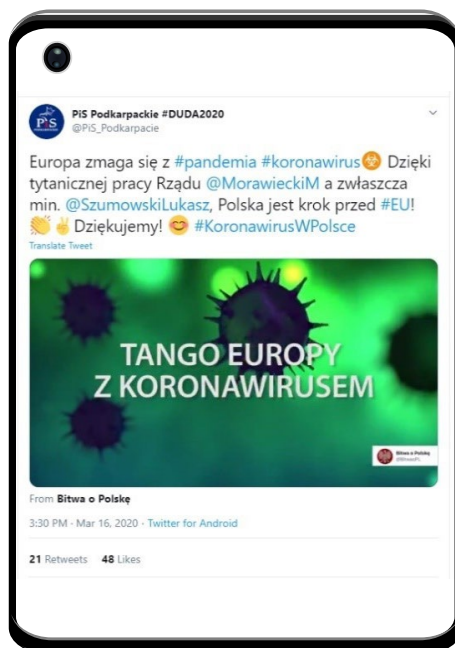 PiS Podkarpackie #DUDA2020
@PiS_Podkarpacie
Europa zmaga się z #pandemia #koronawirus☣ Dzięki
tytanicznej pracy Rządu @MorawieckiM a zwłaszcza
min. @SzumowskiLukasz, Polska jest krok przed #EU!
👏✌Dziękujemy! 😊 #KoronawirusWPolsce
Translate Tweet
TANGO EUROPY
Z KORONAWIRUSEM
Bitwa o Polskę
From Bitwa o Polskę
3:30 PM · Mar 16, 2020 · Twitter for Android
21 Retweets 48 Likes